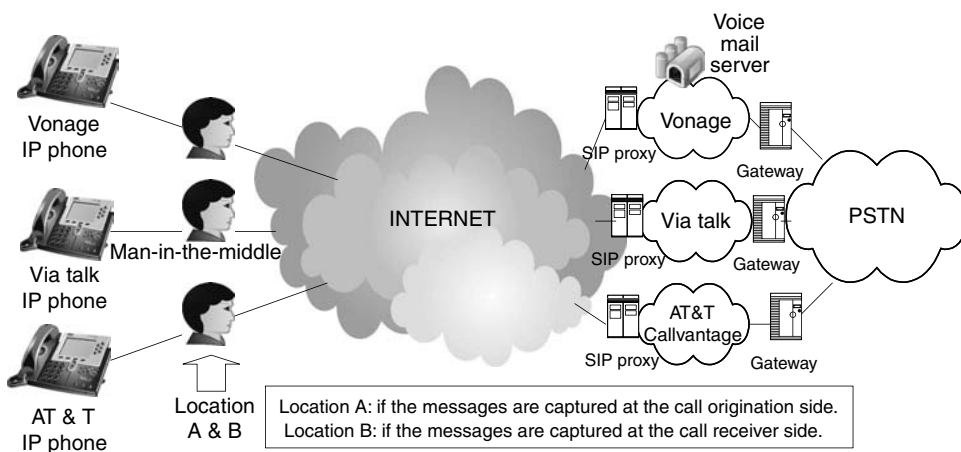 Voice
mail
server
Vonage
IP phone
Vonage
SIP proxy
Gateway
INTERNET
PSTN
Man-in-the-middle
Via talk
IP phone
Via talk
SIP proxy
Gateway
AT&T
Callvantage
SIP proxy
Gateway
AT & T
IP phone
Location
A & B
Location A: if the messages are captured at the call origination side.
Location B: if the messages are captured at the call receiver side.